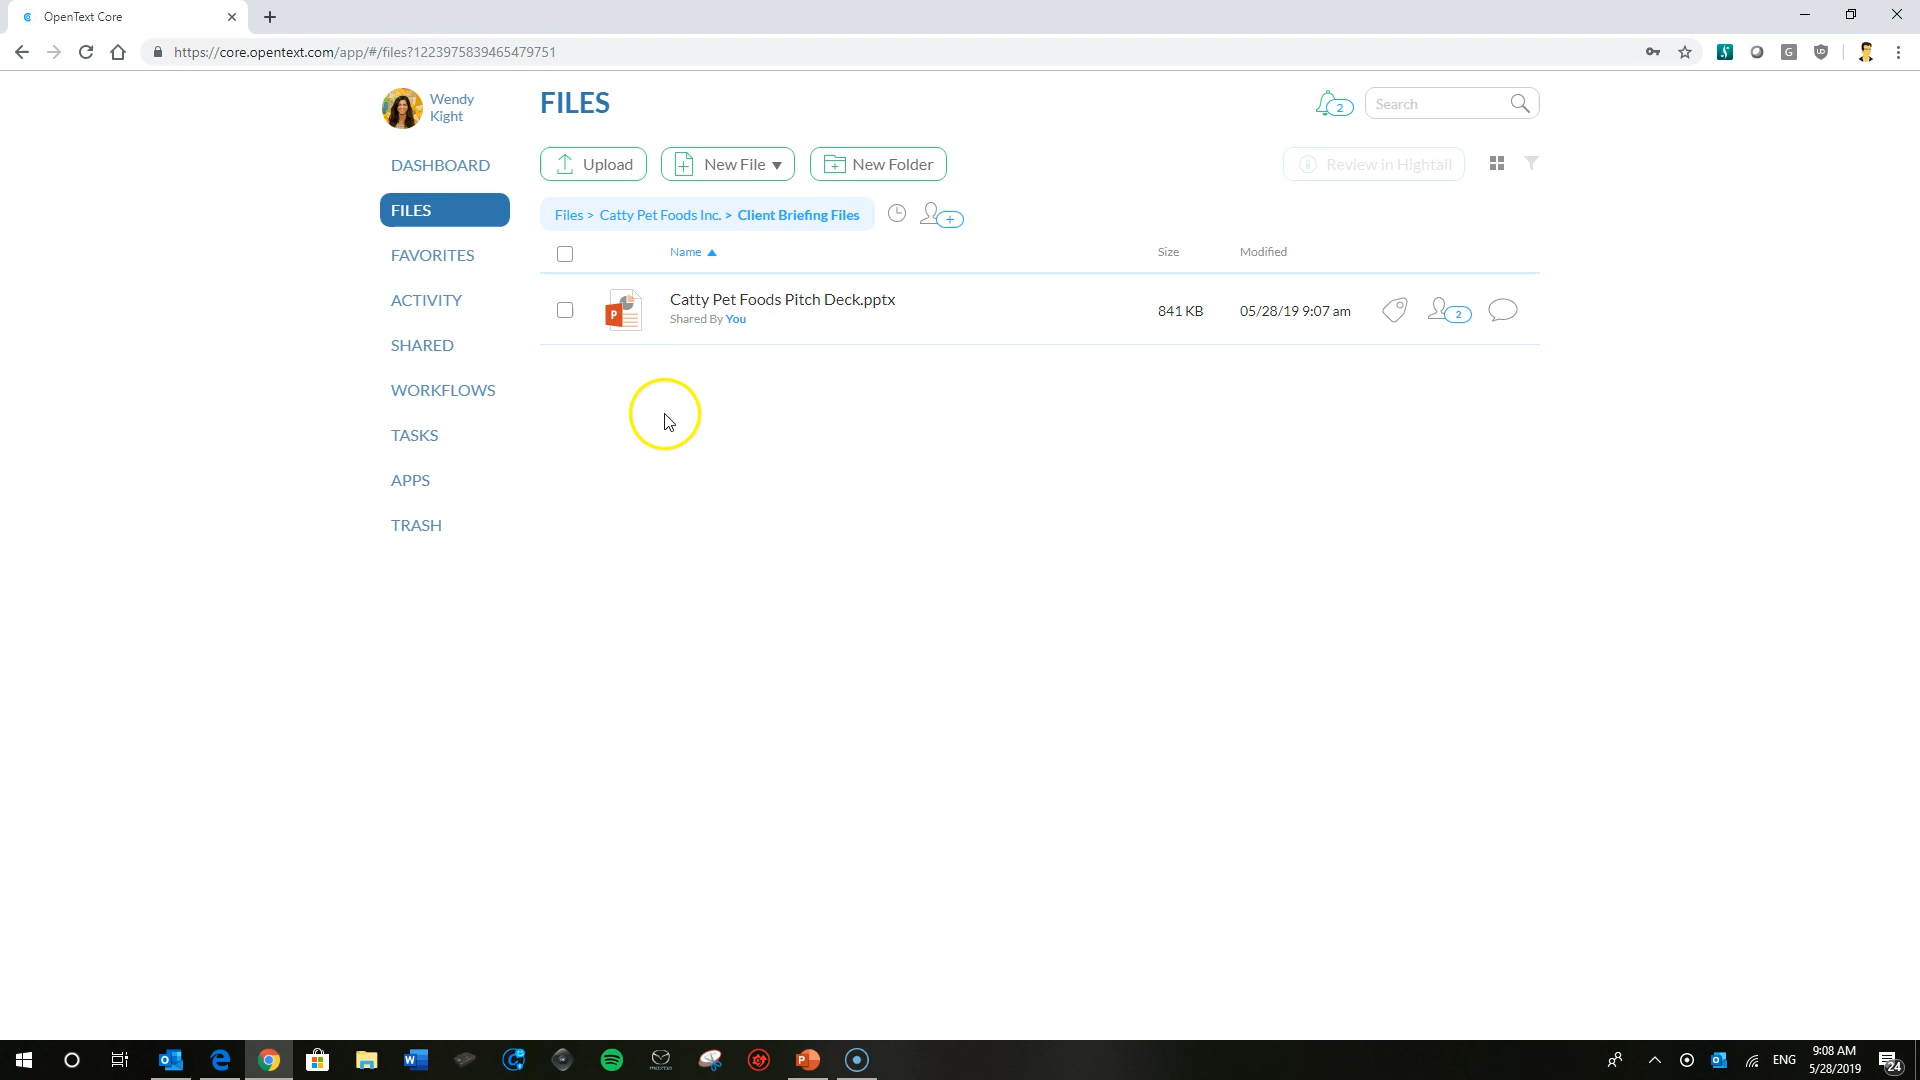 OpenText Core
https://core.opentext.com/app/#/files?1223975839465479751
Wendy
Kight
FILES
2
Search
DASHBOARD
Upload
New File
New Folder
Review in Hightail
FILES
Files > Catty Pet Foods Inc. > Client Briefing Files
+
FAVORITES
Name
Size
Modified
ACTIVITY
Catty Pet Foods Pitch Deck.pptx
Shared By You
841 KB
05/28/19 9:07 am
2
SHARED
WORKFLOWS
TASKS
APPS
TRASH
ENG
9:08 AM
5/28/2019
24